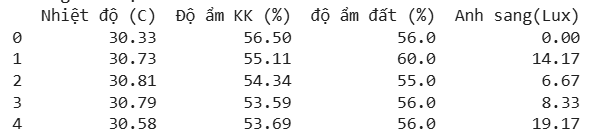 Nhiệt độ (C) Độ ẩm KK (%) độ ẩm đất (%) Anh sang(Lux)
0 30.33 56.50 56.0 0.00
1 30.73 55.11 60.0 14.17
2 30.81 54.34 55.0 6.67
3 30.79 53.59 56.0 8.33
4 30.58 53.69 56.0 19.17